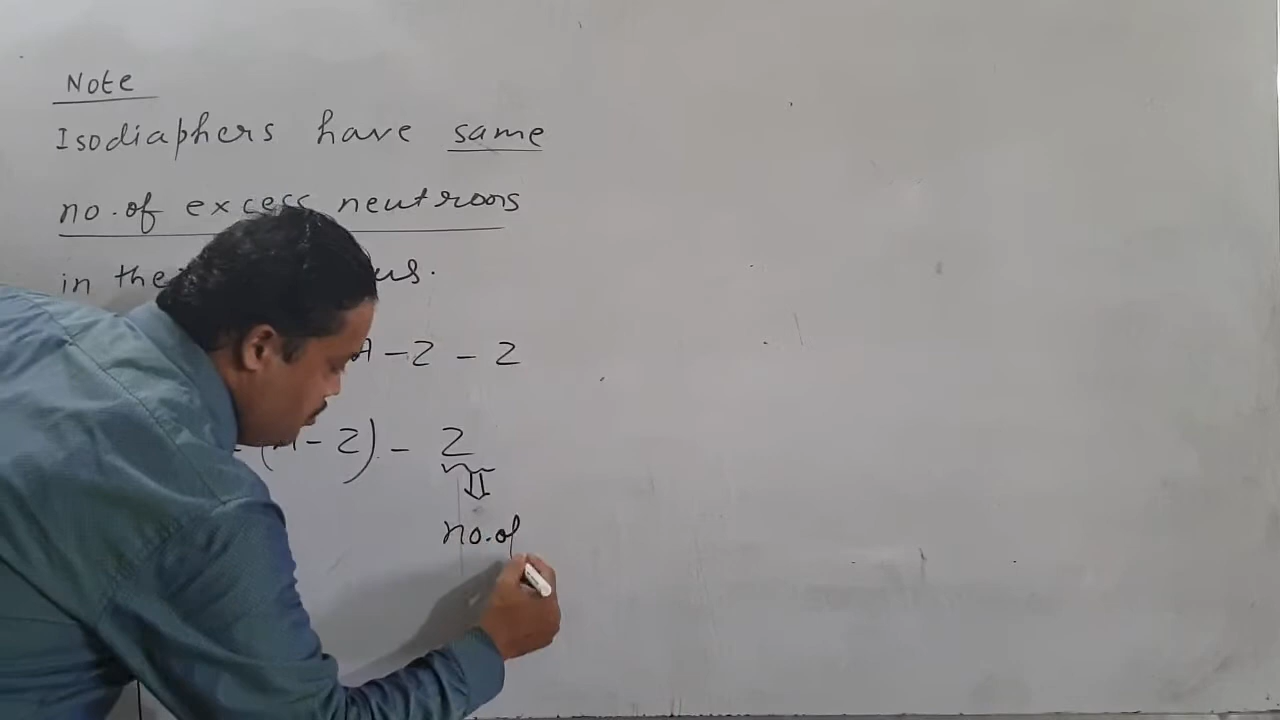 Note
Isodiaphers have same
no. of excess neutrons
in the
A - Z - Z
(A - Z) - Z
no. of